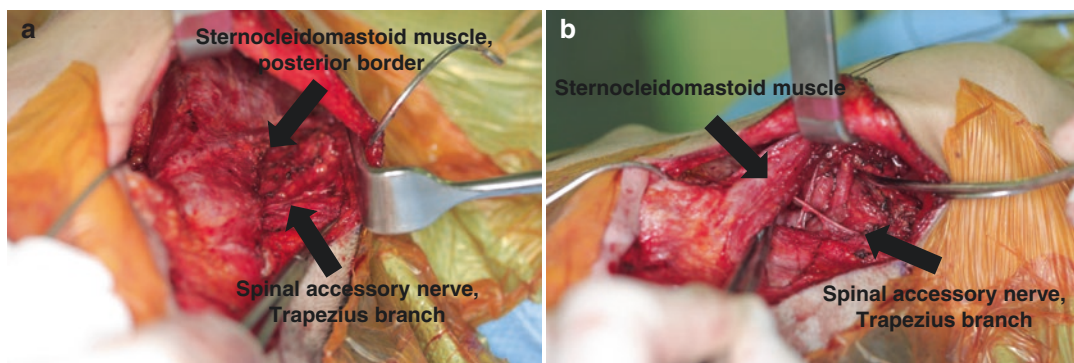 a
Sternocleidomastoid muscle,
posterior border
Spinal accessory nerve,
Trapezius branch
b
Sternocleidomastoid muscle
Spinal accessory nerve,
Trapezius branch